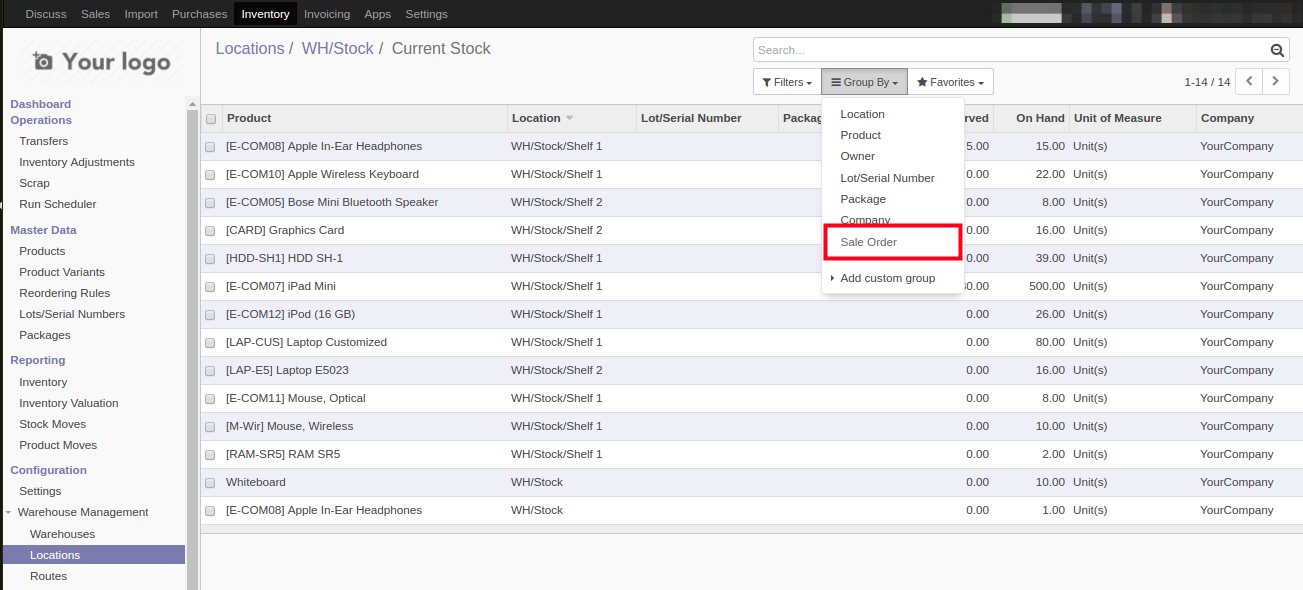 Discuss Sales Import Purchases Inventory Invoicing Apps Settings
Your logo
Locations / WH/Stock / Current Stock
Search...
Filters Group By Favorites
1-14 / 14
Dashboard
Operations
Transfers
Inventory Adjustments
Scrap
Run Scheduler
Master Data
Products
Product Variants
Reordering Rules
Lots/Serial Numbers
Packages
Reporting
Inventory
Inventory Valuation
Stock Moves
Product Moves
Configuration
Settings
Warehouse Management
Warehouses
Locations
Routes
Location
Product
Owner
Lot/Serial Number
Package
Company
Sale Order
Add custom group
Product Location Lot/Serial Number Packag rved On Hand Unit of Measure Company
[E-COM08] Apple In-Ear Headphones WH/Stock/Shelf 1 5.00 15.00 Unit(s) YourCompany
[E-COM10] Apple Wireless Keyboard WH/Stock/Shelf 1 0.00 22.00 Unit(s) YourCompany
[E-COM05] Bose Mini Bluetooth Speaker WH/Stock/Shelf 2 0.00 8.00 Unit(s) YourCompany
[CARD] Graphics Card WH/Stock/Shelf 2 0.00 16.00 Unit(s) YourCompany
[HDD-SH1] HDD SH-1 WH/Stock/Shelf 1 0.00 39.00 Unit(s) YourCompany
[E-COM07] iPad Mini WH/Stock/Shelf 1 0.00 500.00 Unit(s) YourCompany
[E-COM12] iPod (16 GB) WH/Stock/Shelf 1 0.00 26.00 Unit(s) YourCompany
[LAP-CUS] Laptop Customized WH/Stock/Shelf 1 0.00 80.00 Unit(s) YourCompany
[LAP-E5] Laptop E5023 WH/Stock/Shelf 2 0.00 16.00 Unit(s) YourCompany
[E-COM11] Mouse, Optical WH/Stock/Shelf 1 0.00 8.00 Unit(s) YourCompany
[M-Wir] Mouse, Wireless WH/Stock/Shelf 1 0.00 10.00 Unit(s) YourCompany
[RAM-SR5] RAM SR5 WH/Stock/Shelf 1 0.00 2.00 Unit(s) YourCompany
Whiteboard WH/Stock 0.00 10.00 Unit(s) YourCompany
[E-COM08] Apple In-Ear Headphones WH/Stock 0.00 1.00 Unit(s) YourCompany